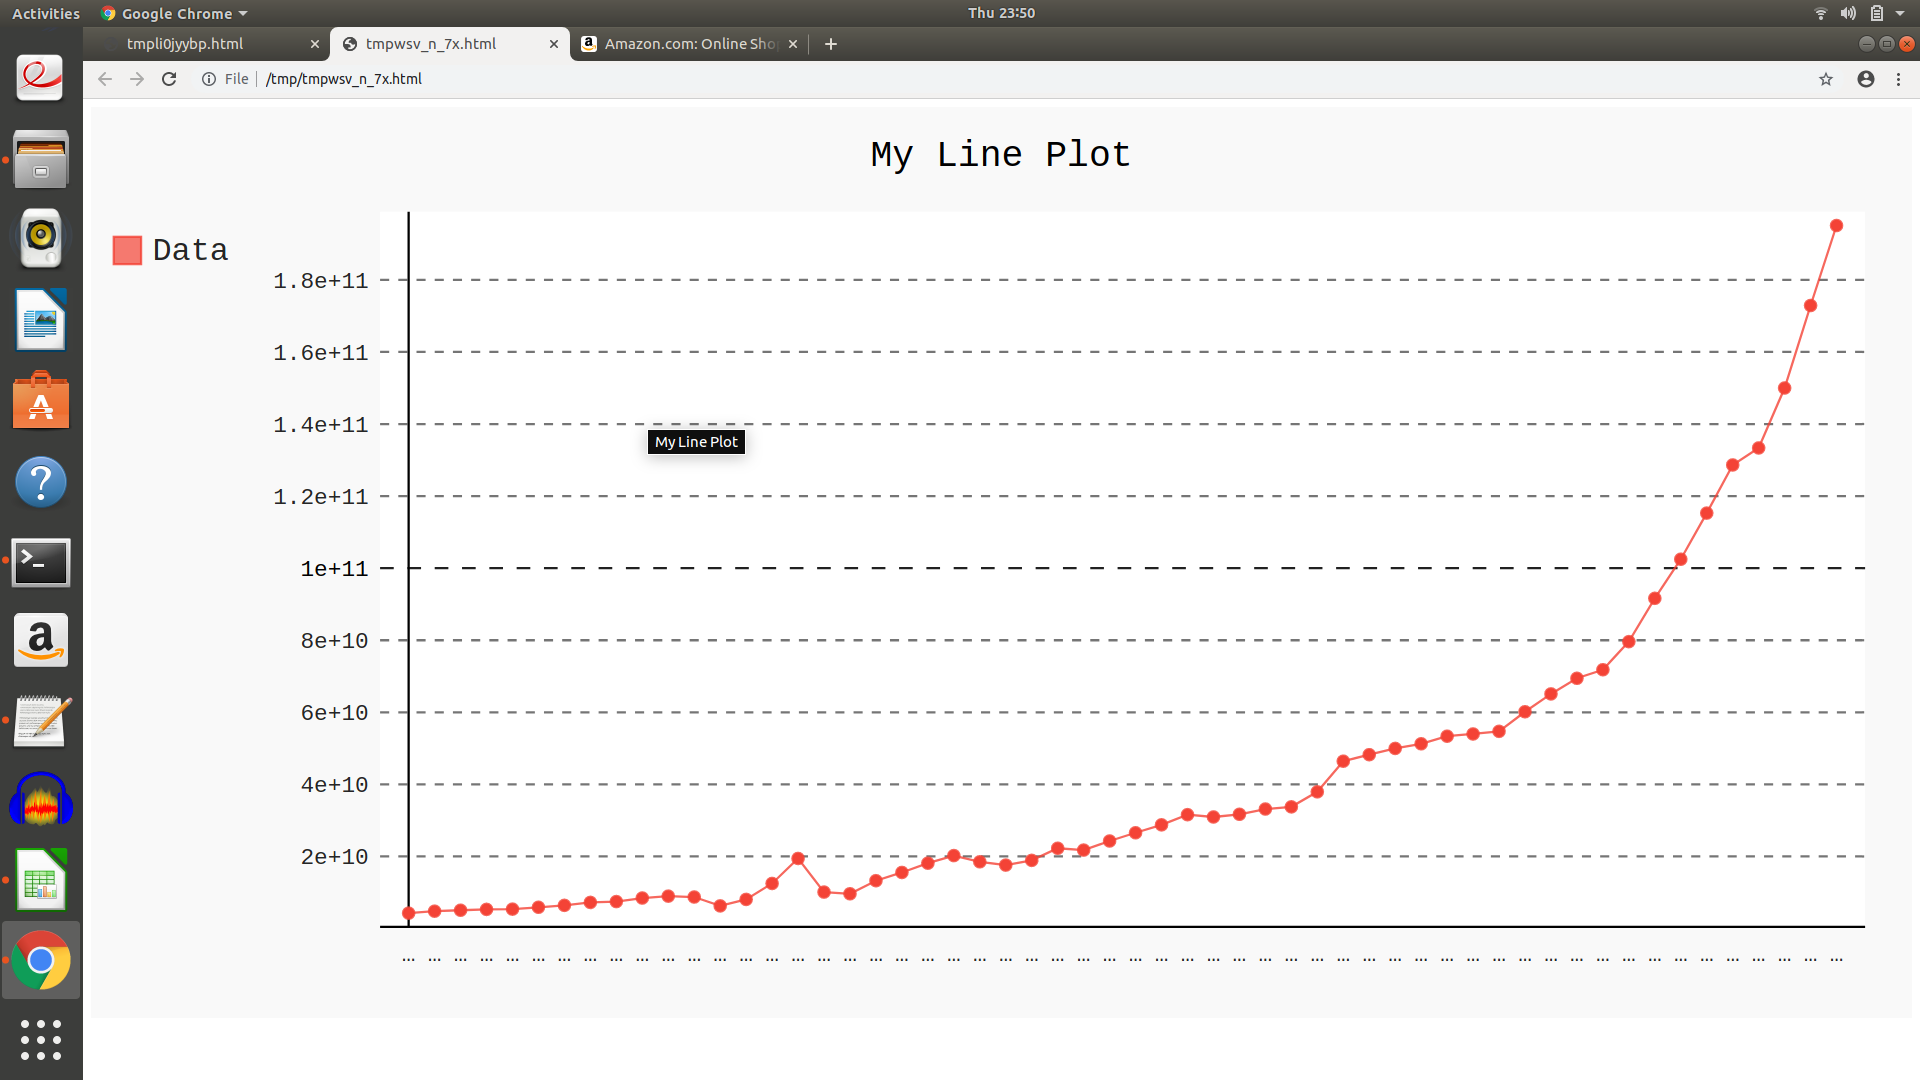 Activities Google Chrome Thu 23:50
tmpli0jyybp.html tmpwsv_n_7x.html Amazon.com: Online Sho
File /tmp/tmpwsv_n_7x.html
My Line Plot
Data
1.8e+11
1.6e+11
1.4e+11
My Line Plot
1.2e+11
1e+11
8e+10
6e+10
4e+10
2e+10
… … … … … … … … … … … … … … … … … … … … … … … … … … … … … … … … … … … … … … … … … … … … … … … … … … … … … … … …